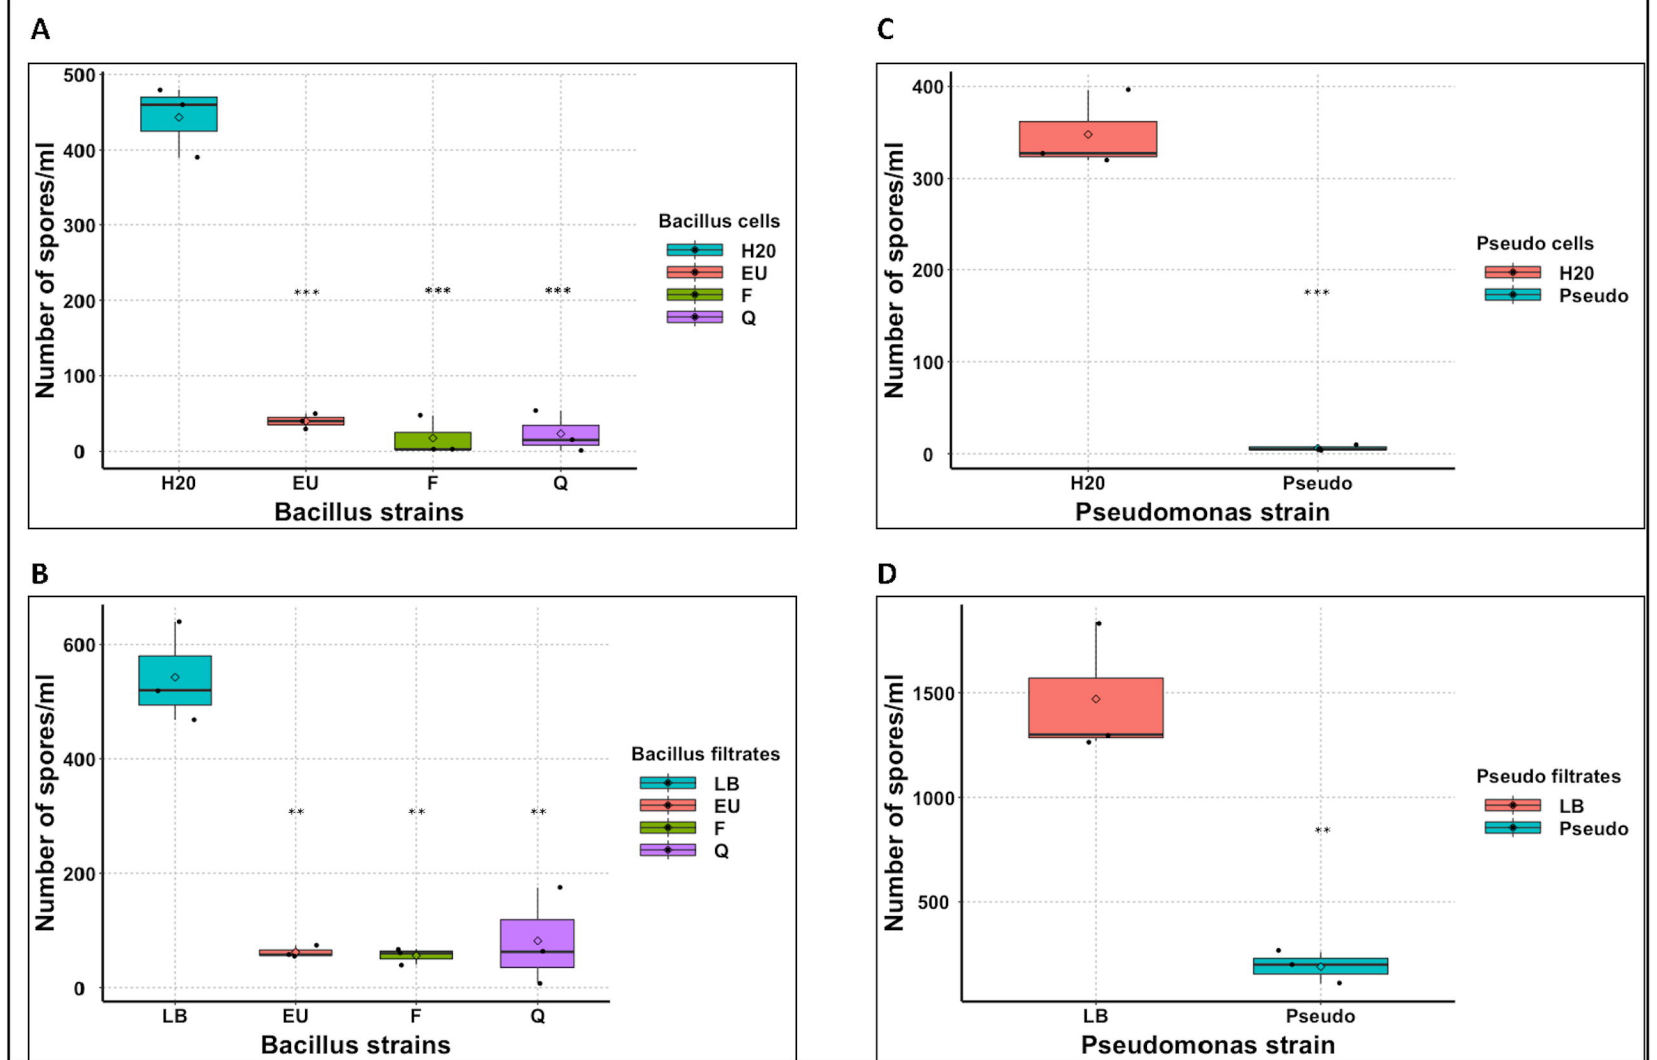 A
Number of spores/ml
500
400
300
200
100
0
***
***
***
H20
EU
F
Q
Bacillus strains
Bacillus cells
H20
EU
F
Q
C
Number of spores/ml
400
300
200
100
0
***
H20
Pseudo
Pseudomonas strain
Pseudo cells
H20
Pseudo
B
Number of spores/ml
600
400
200
0
**
**
**
LB
EU
F
Q
Bacillus strains
Bacillus filtrates
LB
EU
F
Q
D
Number of spores/ml
1500
1000
500
**
LB
Pseudo
Pseudomonas strain
Pseudo filtrates
LB
Pseudo